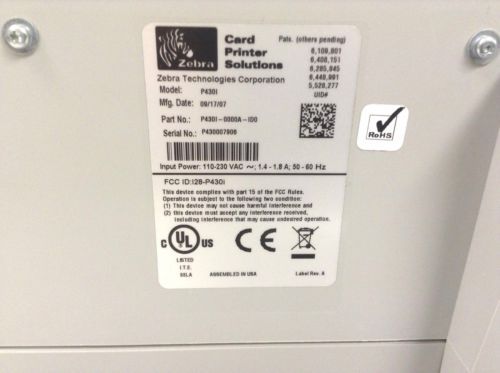 Zebra
Card
Printer
Solutions
Pats. (others pending)
6,109,801
6,408,151
6,285,845
5,528,277
UID#
Zebra Technologies Corporation
Model: P430i
Mfg. Date: 09/17/07
Part No.: P430I-0000A-ID0
Serial No.: P430007906
RoHS
Input Power: 110-230 VAC ~; 1.4 - 1.8 A; 50 - 60 Hz
FCC ID:I28-P430i
This device complies with part 15 of the FCC Rules.
Operation is subject to the following two condition:
(1) This device may not cause harmful interference and
(2) this device must accept any interference received,
including interference that may cause undesired operation.
C UL US
LISTED
I.T.E.
CE
ASSEMBLED IN USA
Label Rev. A